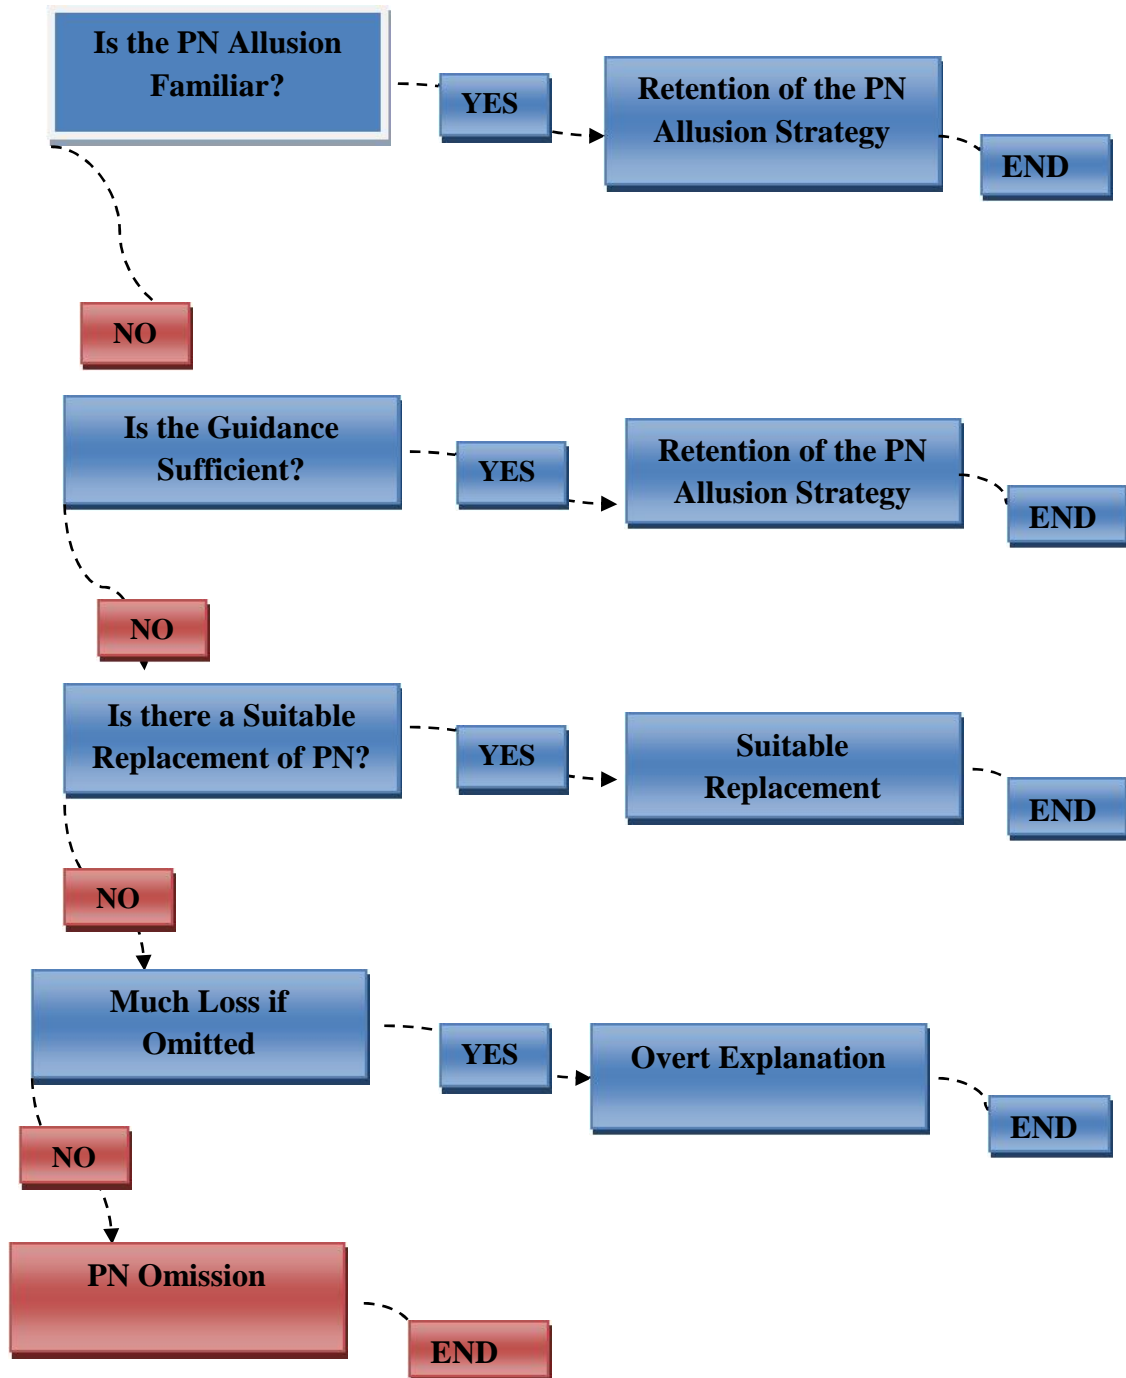 Is the PN Allusion
Familiar?
YES
Retention of the PN
Allusion Strategy
END
NO
Is the Guidance
Sufficient?
YES
Retention of the PN
Allusion Strategy
END
NO
Is there a Suitable
Replacement of PN?
YES
Suitable
Replacement
END
NO
Much Loss if
Omitted
YES
Overt Explanation
END
NO
PN Omission
END